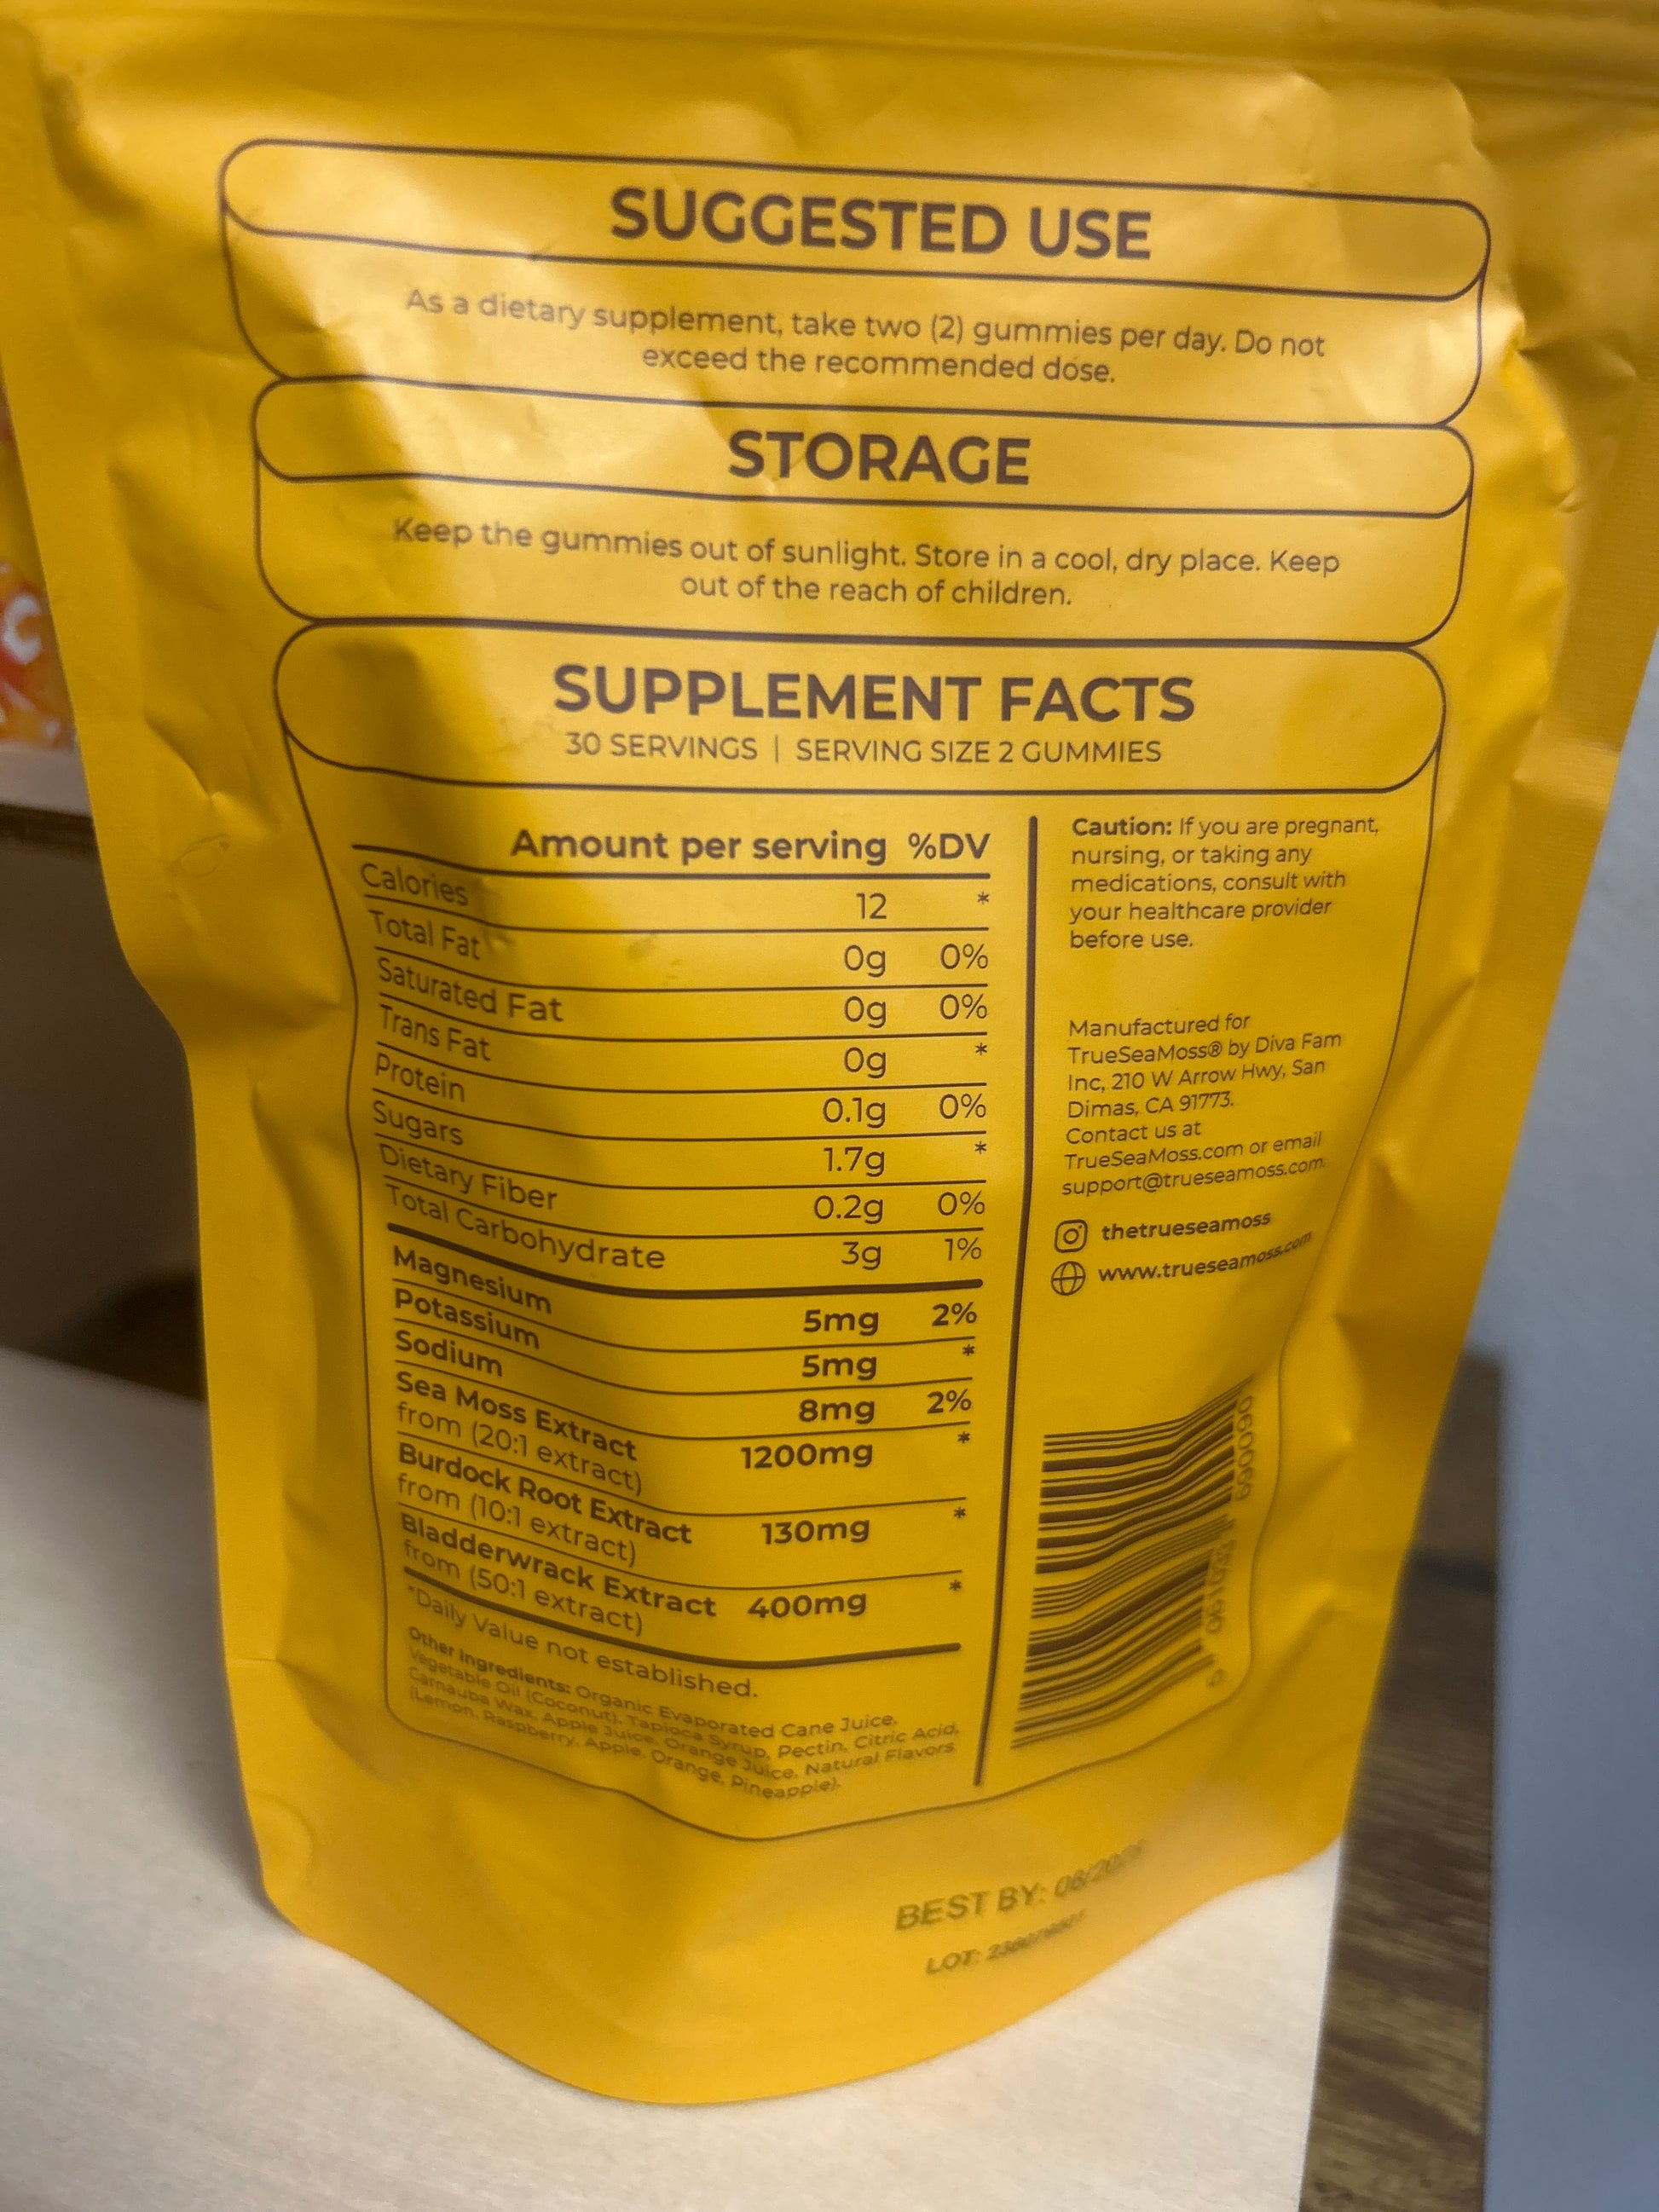 SUGGESTED USE
As a dietary supplement, take two (2) gummies per day. Do not
exceed the recommended dose.
STORAGE
Keep the gummies out of sunlight. Store in a cool, dry place. Keep
out of the reach of children.
SUPPLEMENT FACTS
30 SERVINGS | SERVING SIZE 2 GUMMIES
Amount per serving %DV
Calories 12 *
Total Fat 0g 0%
Saturated Fat 0g 0%
Trans Fat 0g *
Protein 0.1g 0%
Sugars 1.7g *
Dietary Fiber 0.2g 0%
Total Carbohydrate 3g 1%
Magnesium 5mg 2%
Potassium 5mg *
Sodium 8mg 2%
Sea Moss Extract 1200mg *
from (20:1 extract)
Burdock Root Extract 130mg *
from (10:1 extract)
Bladderwrack Extract 400mg *
from (50:1 extract)
*Daily Value not established.
Other Ingredients: Organic Evaporated Cane Juice,
Vegetable Oil (Coconut), Tapioca Syrup, Pectin, Citric Acid,
Carnauba Wax, Apple Juice, Orange Juice, Natural Flavors
(Lemon, Raspberry, Apple, Orange, Pineapple).
Caution: If you are pregnant,
nursing, or taking any
medications, consult with
your healthcare provider
before use.
Manufactured for
TrueSeaMoss® by Diva Fam
Inc, 210 W Arrow Hwy, San
Dimas, CA 91773.
Contact us at
TrueSeaMoss.com or email
support@trueseamoss.com
thetrueseamoss
www.trueseamoss.com
BEST BY:
LOT:
C